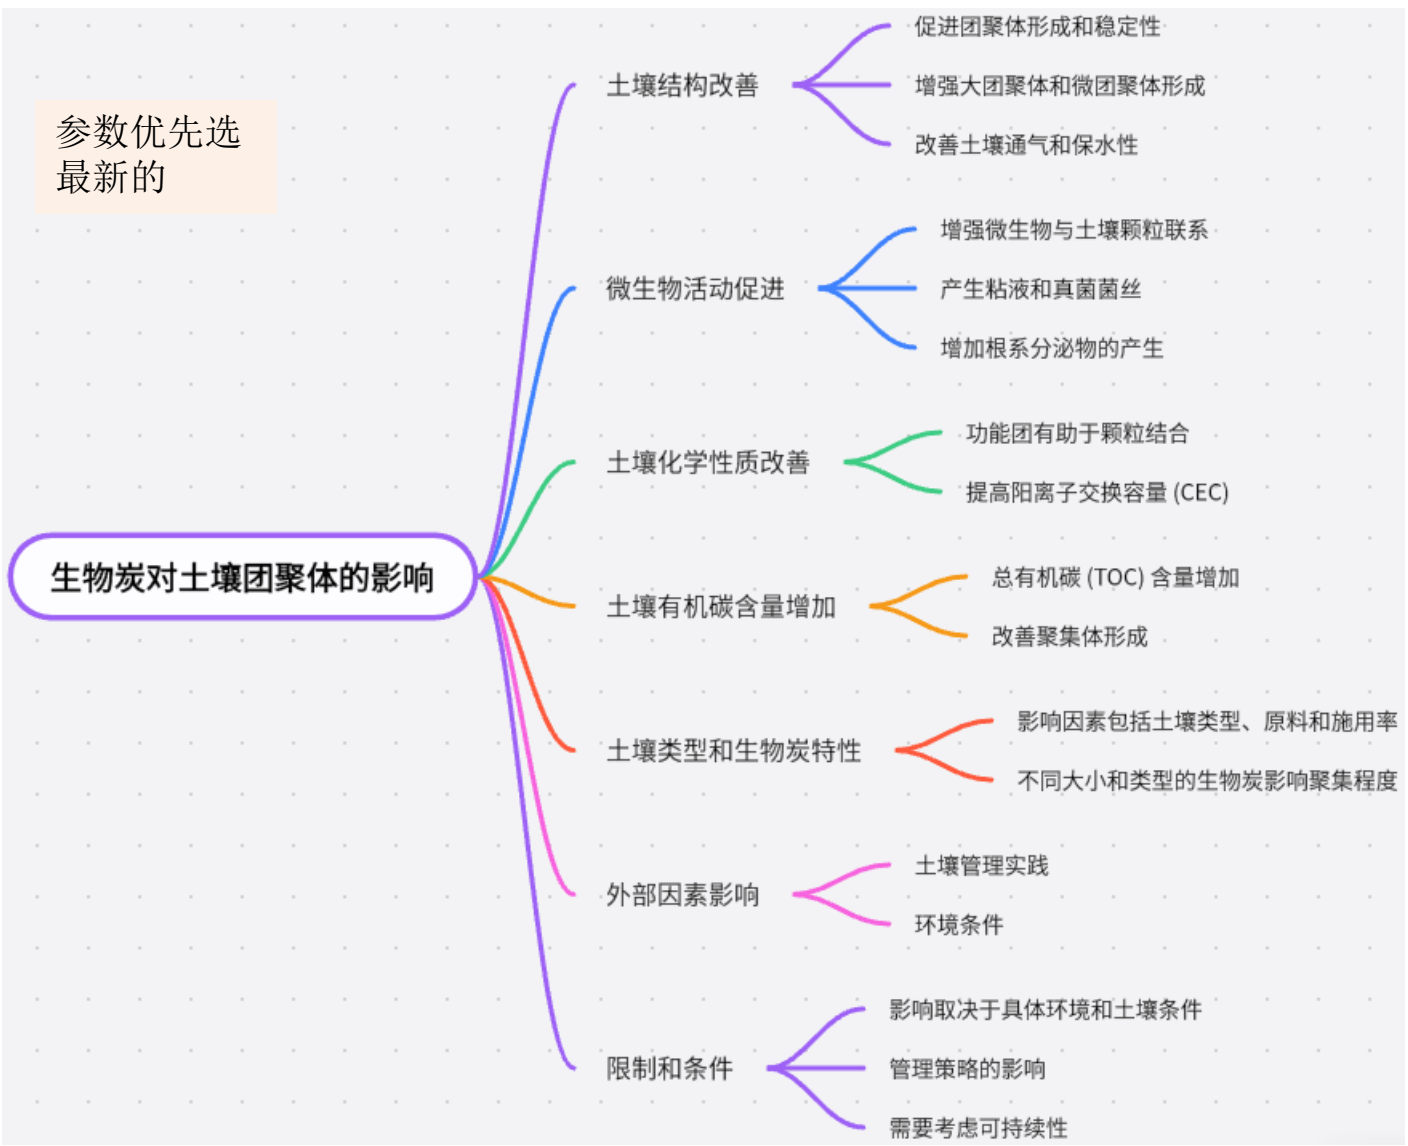 参数优先选
最新的
生物炭对土壤团聚体的影响
土壤结构改善
促进团聚体形成和稳定性
增强大团聚体和微团聚体形成
改善土壤通气和保水性
微生物活动促进
增强微生物与土壤颗粒联系
产生粘液和真菌菌丝
增加根系分泌物的产生
土壤化学性质改善
功能团有助于颗粒结合
提高阳离子交换容量 (CEC)
土壤有机碳含量增加
总有机碳 (TOC) 含量增加
改善聚集体形成
土壤类型和生物炭特性
影响因素包括土壤类型、原料和施用率
不同大小和类型的生物炭影响聚集程度
外部因素影响
土壤管理实践
环境条件
限制和条件
影响取决于具体环境和土壤条件
管理策略的影响
需要考虑可持续性